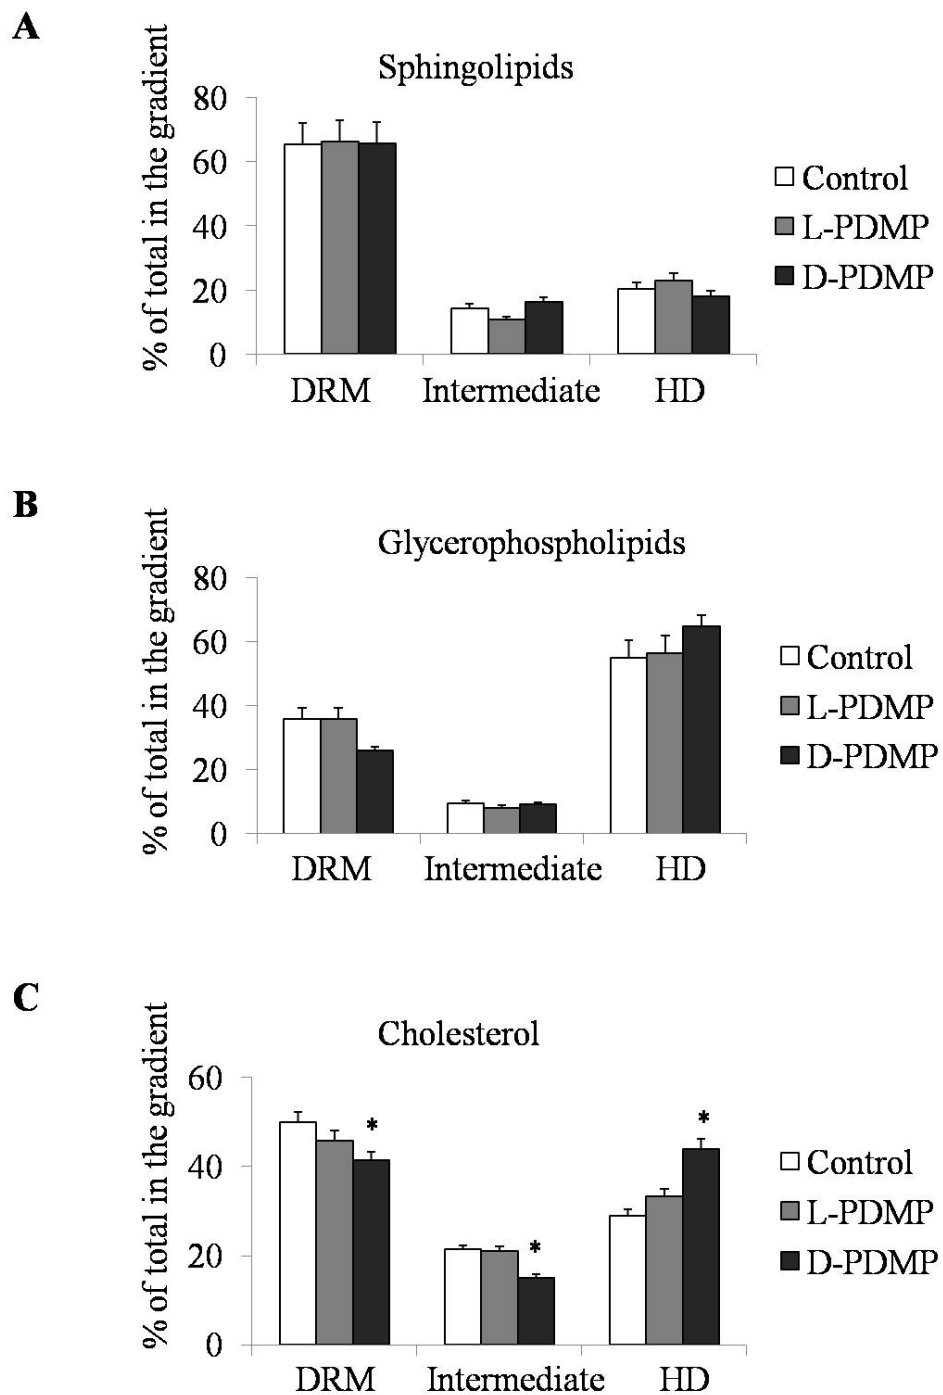 A
Sphingolipids
% of total in the gradient
80
60
40
20
0
DRM
Intermediate
HD
Control
L-PDMP
D-PDMP
B
Glycerophospholipids
% of total in the gradient
80
60
40
20
0
DRM
Intermediate
HD
Control
L-PDMP
D-PDMP
C
Cholesterol
% of total in the gradient
60
40
20
0
*
*
*
DRM
Intermediate
HD
Control
L-PDMP
D-PDMP